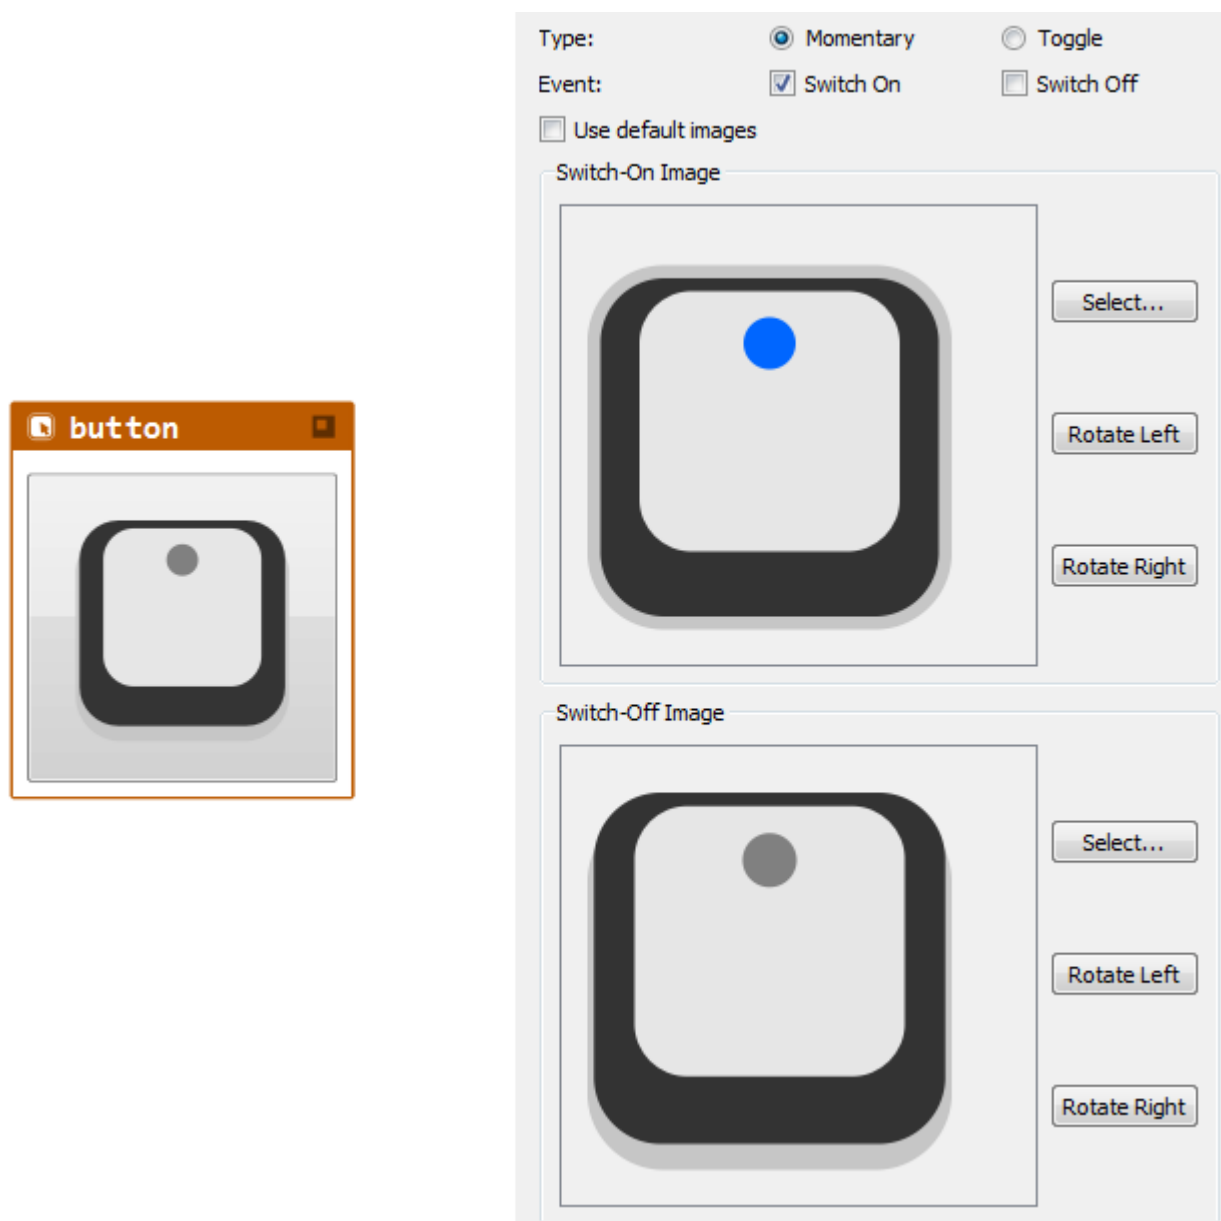 Type: Momentary Toggle
Event: Switch On Switch Off
Use default images
Switch-On Image
Select...
Rotate Left
Rotate Right
button
Switch-Off Image
Select...
Rotate Left
Rotate Right